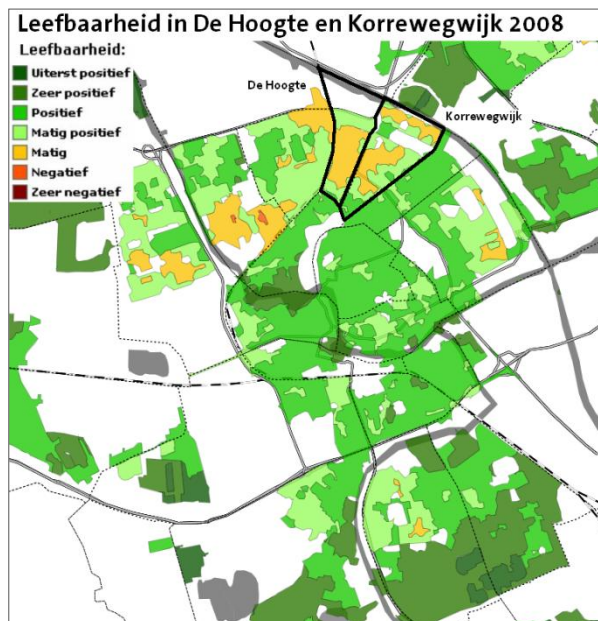 Leefbaarheid in De Hoogte en Korrewegwijk 2008
Leefbaarheid:
Uiterst positief
Zeer positief
Positief
Matig positief
Matig
Negatief
Zeer negatief
De Hoogte
Korrewegwijk